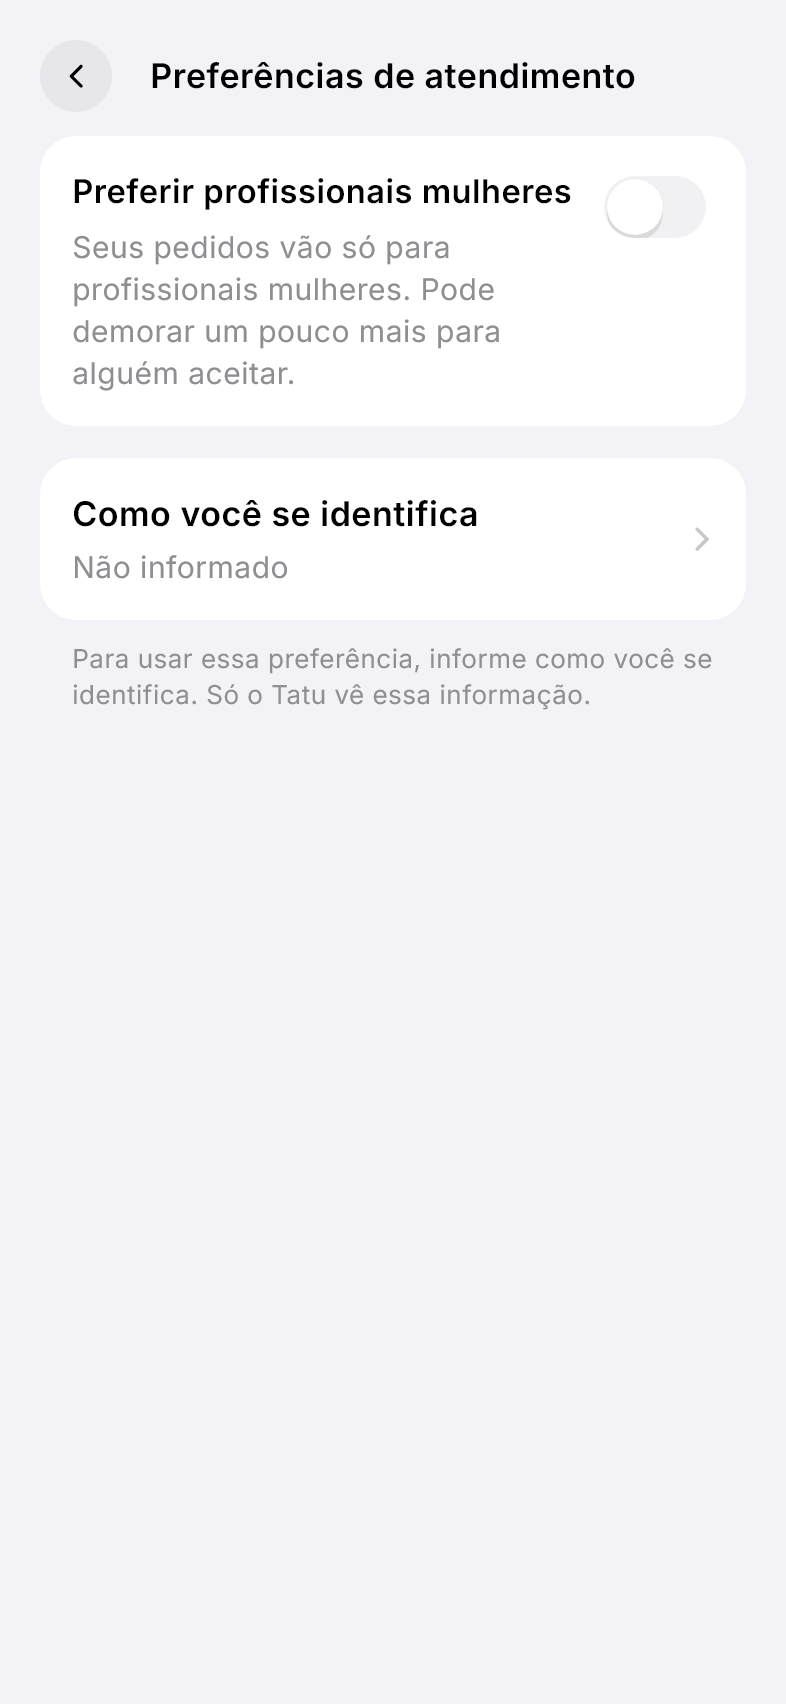 Preferências de atendimento
Preferir profissionais mulheres
Seus pedidos vão só para
profissionais mulheres. Pode
demorar um pouco mais para
alguém aceitar.
Como você se identifica
Não informado
Para usar essa preferência, informe como você se
identifica. Só o Tatu vê essa informação.